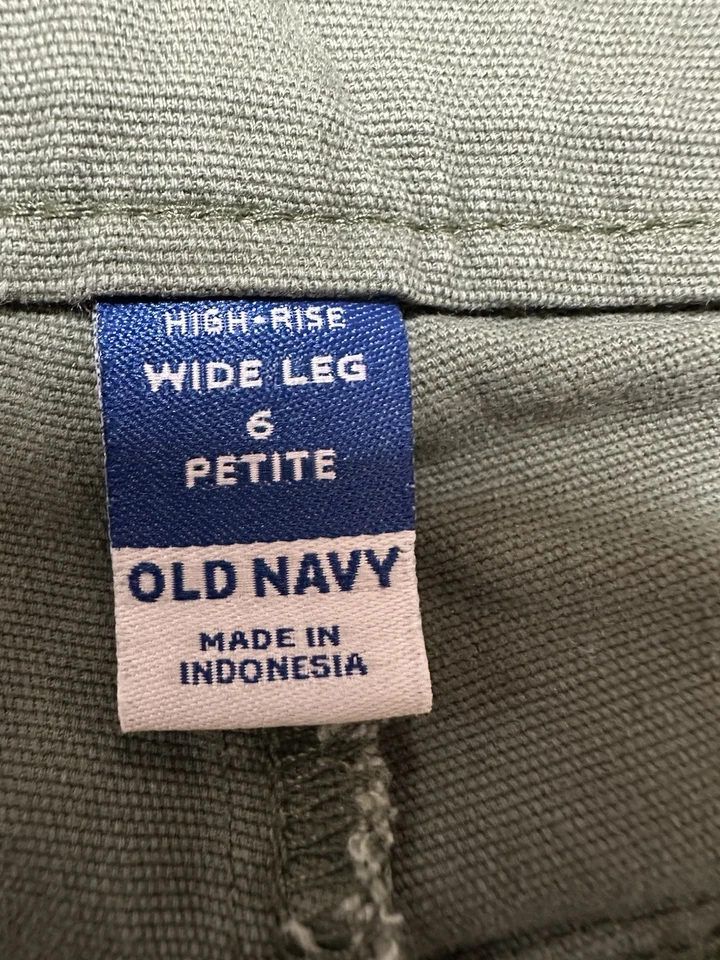 HIGH-RISE
WIDE LEG
6
PETITE
OLD NAVY
MADE IN
INDONESIA